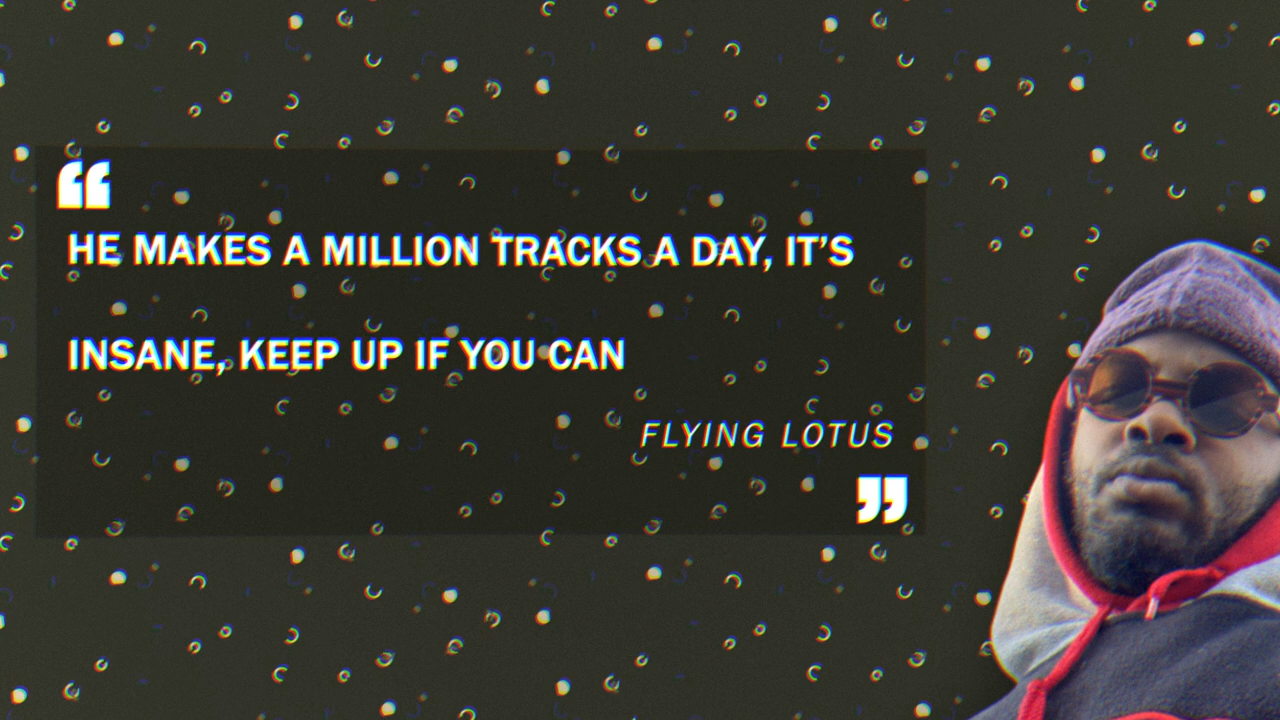 “
HE MAKES A MILLION TRACKS A DAY, IT’S
INSANE, KEEP UP IF YOU CAN
FLYING LOTUS
”